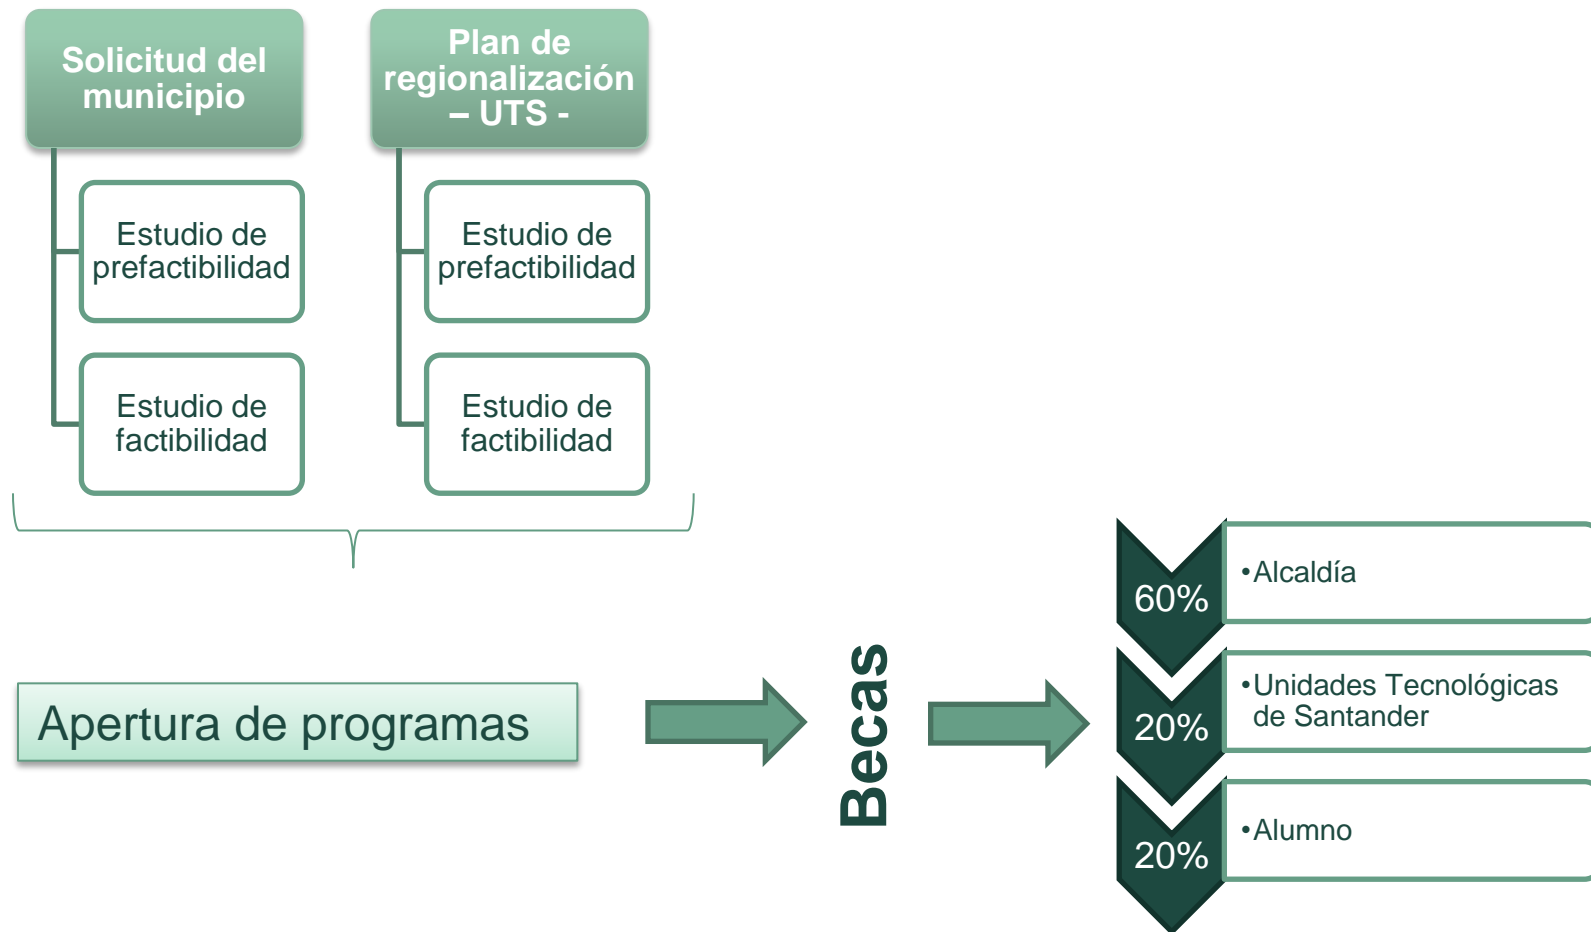 Solicitud del
municipio
Estudio de
prefactibilidad
Estudio de
factibilidad
Plan de
regionalización
– UTS -
Estudio de
prefactibilidad
Estudio de
factibilidad
Apertura de programas
Becas
60%
•Alcaldía
20%
•Unidades Tecnológicas
de Santander
20%
•Alumno